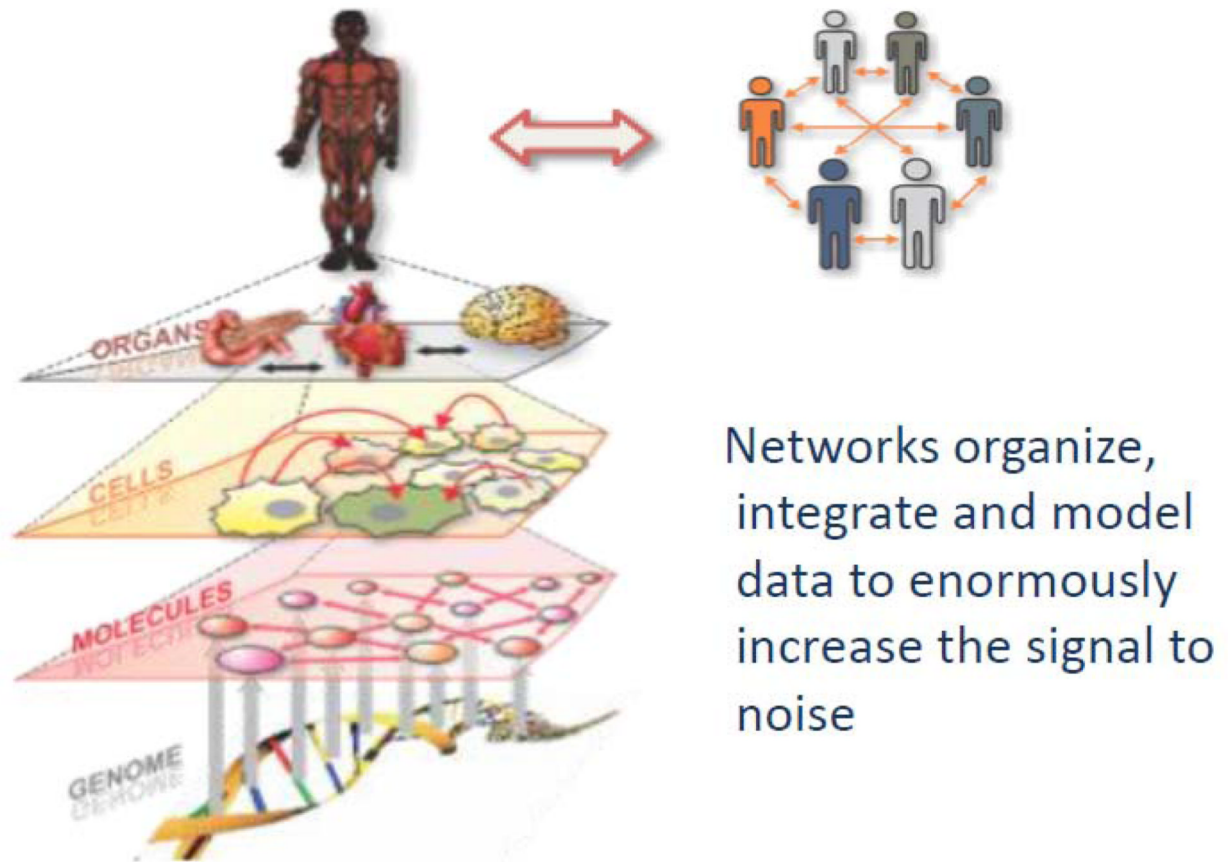 ORGANS
CELLS
MOLECULES
GENOME
Networks organize,
integrate and model
data to enormously
increase the signal to
noise